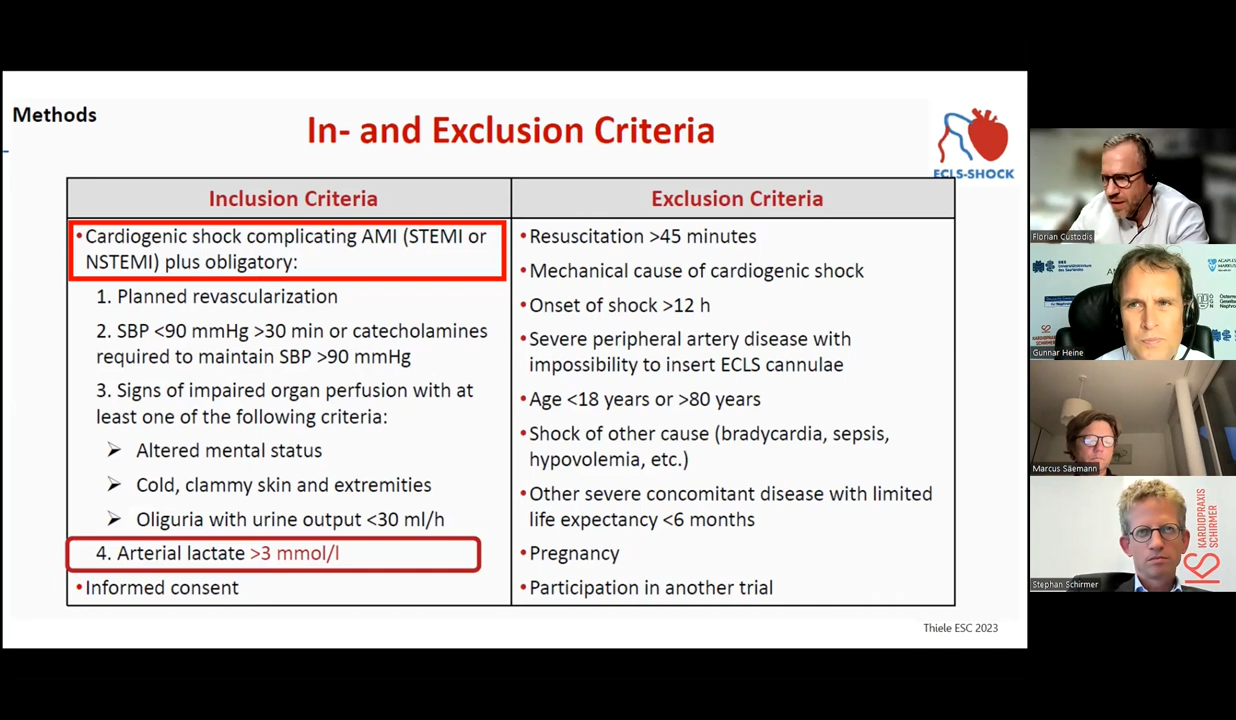 Methods
In- and Exclusion Criteria
ECLS-SHOCK
Inclusion Criteria
•Cardiogenic shock complicating AMI (STEMI or
NSTEMI) plus obligatory:
1. Planned revascularization
2. SBP <90 mmHg >30 min or catecholamines
required to maintain SBP >90 mmHg
3. Signs of impaired organ perfusion with at
least one of the following criteria:
➢ Altered mental status
➢ Cold, clammy skin and extremities
➢ Oliguria with urine output <30 ml/h
4. Arterial lactate >3 mmol/l
•Informed consent
Exclusion Criteria
•Resuscitation >45 minutes
•Mechanical cause of cardiogenic shock
•Onset of shock >12 h
•Severe peripheral artery disease with
impossibility to insert ECLS cannulae
•Age <18 years or >80 years
•Shock of other cause (bradycardia, sepsis,
hypovolemia, etc.)
•Other severe concomitant disease with limited
life expectancy <6 months
•Pregnancy
•Participation in another trial
Thiele ESC 2023
Florian Custodis
Gunnar Heine
Marcus Säemann
Stephan Schirmer
KARDIOPRAXIS
SCHIRMER